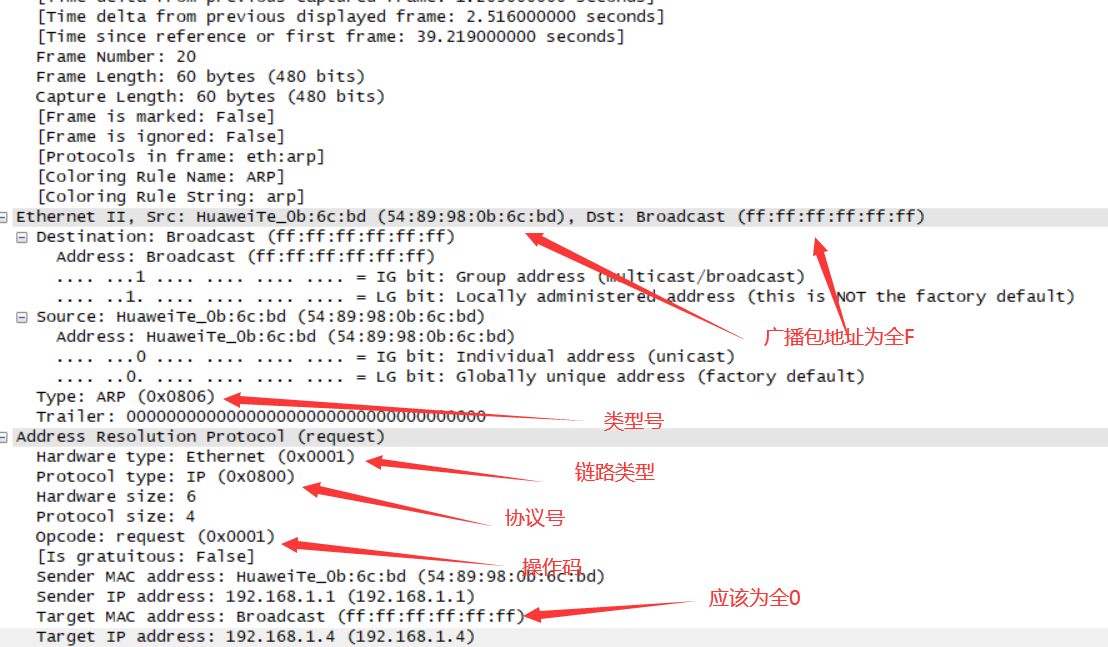 [Time delta from previous displayed frame: 2.516000000 seconds]
[Time since reference or first frame: 39.219000000 seconds]
Frame Number: 20
Frame Length: 60 bytes (480 bits)
Capture Length: 60 bytes (480 bits)
[Frame is marked: False]
[Frame is ignored: False]
[Protocols in frame: eth:arp]
[Coloring Rule Name: ARP]
[Coloring Rule String: arp]
Ethernet II, Src: HuaweiTe_0b:6c:bd (54:89:98:0b:6c:bd), Dst: Broadcast (ff:ff:ff:ff:ff:ff)
Destination: Broadcast (ff:ff:ff:ff:ff:ff)
Address: Broadcast (ff:ff:ff:ff:ff:ff)
.... ...1 .... .... .... .... = IG bit: Group address (multicast/broadcast)
.... ..1. .... .... .... .... = LG bit: Locally administered address (this is NOT the factory default)
Source: HuaweiTe_0b:6c:bd (54:89:98:0b:6c:bd)
Address: HuaweiTe_0b:6c:bd (54:89:98:0b:6c:bd)
广播包地址为全F
.... ...0 .... .... .... .... = IG bit: Individual address (unicast)
.... ..0. .... .... .... .... = LG bit: Globally unique address (factory default)
Type: ARP (0x0806)
Trailer: 000000000000000000000000000000000000
类型号
Address Resolution Protocol (request)
Hardware type: Ethernet (0x0001)
链路类型
Protocol type: IP (0x0800)
Hardware size: 6
Protocol size: 4
协议号
Opcode: request (0x0001)
[Is gratuitous: False]
操作码
Sender MAC address: HuaweiTe_0b:6c:bd (54:89:98:0b:6c:bd)
Sender IP address: 192.168.1.1 (192.168.1.1)
应该为全0
Target MAC address: Broadcast (ff:ff:ff:ff:ff:ff)
Target IP address: 192.168.1.4 (192.168.1.4)